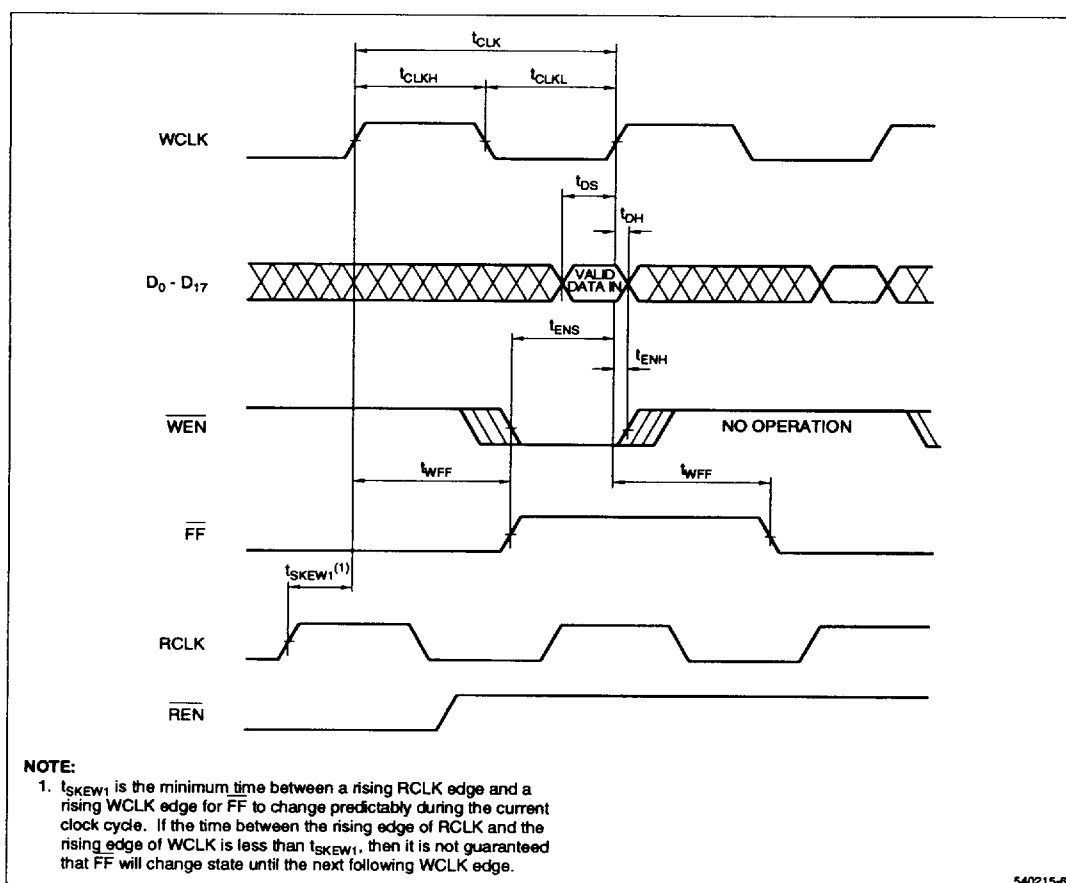 tCLK
tCLKH tCLKL
WCLK
tDS
tDH
D0 - D17
VALID
DATA IN
tENS
tENH
WEN
NO OPERATION
tWFF tWFF
FF
tSKEW1(1)
RCLK
REN
NOTE:
1. tSKEW1 is the minimum time between a rising RCLK edge and a
rising WCLK edge for FF to change predictably during the current
clock cycle. If the time between the rising edge of RCLK and the
rising edge of WCLK is less than tSKEW1, then it is not guaranteed
that FF will change state until the next following WCLK edge.
540215-6